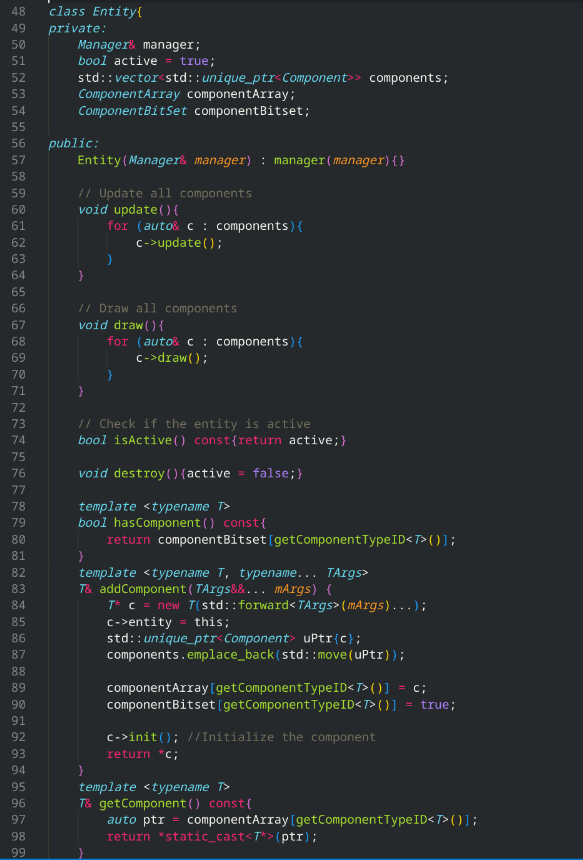 48 class Entity{
49 private:
50     Manager& manager;
51     bool active = true;
52     std::vector<std::unique_ptr<Component>> components;
53     ComponentArray componentArray;
54     ComponentBitSet componentBitset;
55
56 public:
57     Entity(Manager& manager) : manager(manager){}
58
59     // Update all components
60     void update(){
61         for (auto& c : components){
62             c->update();
63         }
64     }
65
66     // Draw all components
67     void draw(){
68         for (auto& c : components){
69             c->draw();
70         }
71     }
72
73     // Check if the entity is active
74     bool isActive() const{return active;}
75
76     void destroy(){active = false;}
77
78     template <typename T>
79     bool hasComponent() const{
80         return componentBitset[getComponentTypeID<T>()];
81     }
82     template <typename T, typename... TArgs>
83     T& addComponent(TArgs&&... mArgs) {
84         T* c = new T(std::forward<TArgs>(mArgs)...);
85         c->entity = this;
86         std::unique_ptr<Component> uPtr{c};
87         components.emplace_back(std::move(uPtr));
88
89         componentArray[getComponentTypeID<T>()] = c;
90         componentBitset[getComponentTypeID<T>()] = true;
91
92         c->init(); //Initialize the component
93         return *c;
94     }
95     template <typename T>
96     T& getComponent() const{
97         auto ptr = componentArray[getComponentTypeID<T>()];
98         return *static_cast<T*>(ptr);
99     }